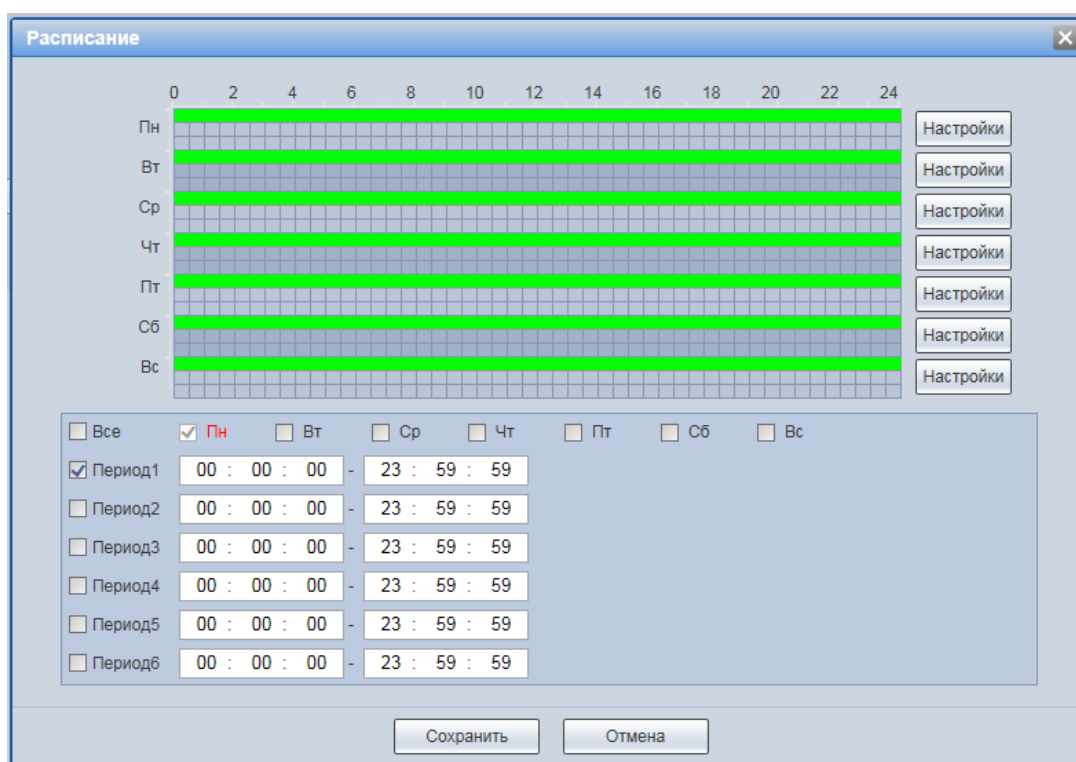 Расписание
0 2 4 6 8 10 12 14 16 18 20 22 24
Пн Настройки
Вт Настройки
Ср Настройки
Чт Настройки
Пт Настройки
Сб Настройки
Вс Настройки
Все Пн Вт Ср Чт Пт Сб Вс
Период1 00 : 00 : 00 - 23 : 59 : 59
Период2 00 : 00 : 00 - 23 : 59 : 59
Период3 00 : 00 : 00 - 23 : 59 : 59
Период4 00 : 00 : 00 - 23 : 59 : 59
Период5 00 : 00 : 00 - 23 : 59 : 59
Период6 00 : 00 : 00 - 23 : 59 : 59
Сохранить Отмена